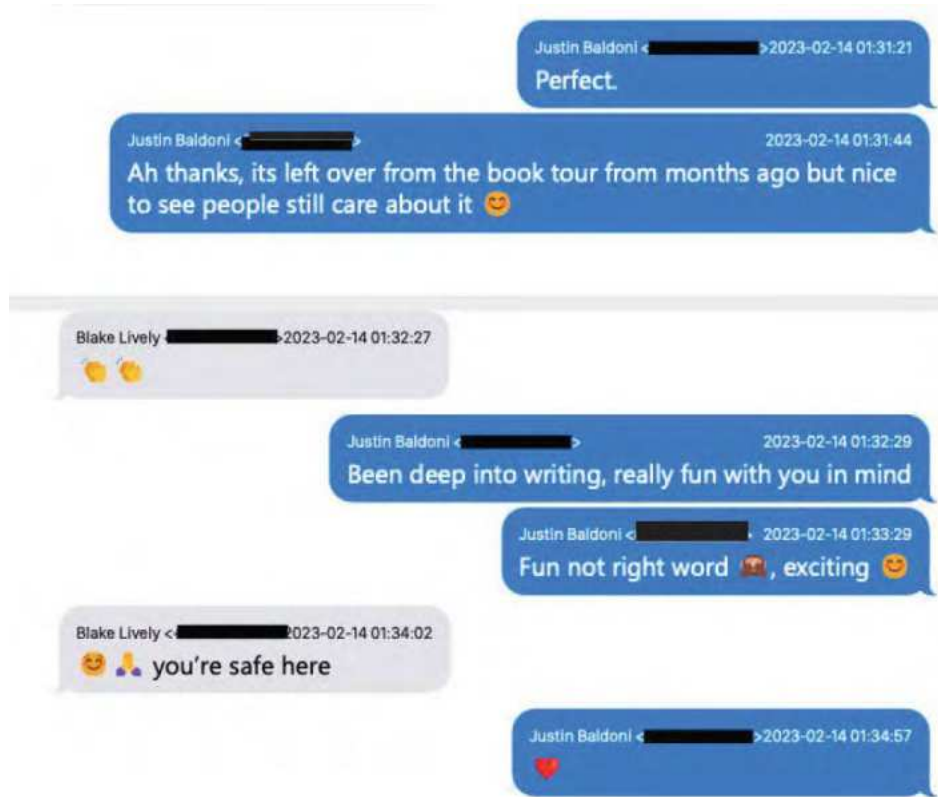 Justin Baldoni < >2023-02-14 01:31:21
Perfect.
Justin Baldoni < > 2023-02-14 01:31:44
Ah thanks, its left over from the book tour from months ago but nice
to see people still care about it 😊
Blake Lively >2023-02-14 01:32:27
👏 👏
Justin Baldoni < > 2023-02-14 01:32:29
Been deep into writing, really fun with you in mind
Justin Baldoni < 2023-02-14 01:33:29
Fun not right word 🙈, exciting 😊
Blake Lively < 2023-02-14 01:34:02
😊 🙏 you're safe here
Justin Baldoni < >2023-02-14 01:34:57
❤️